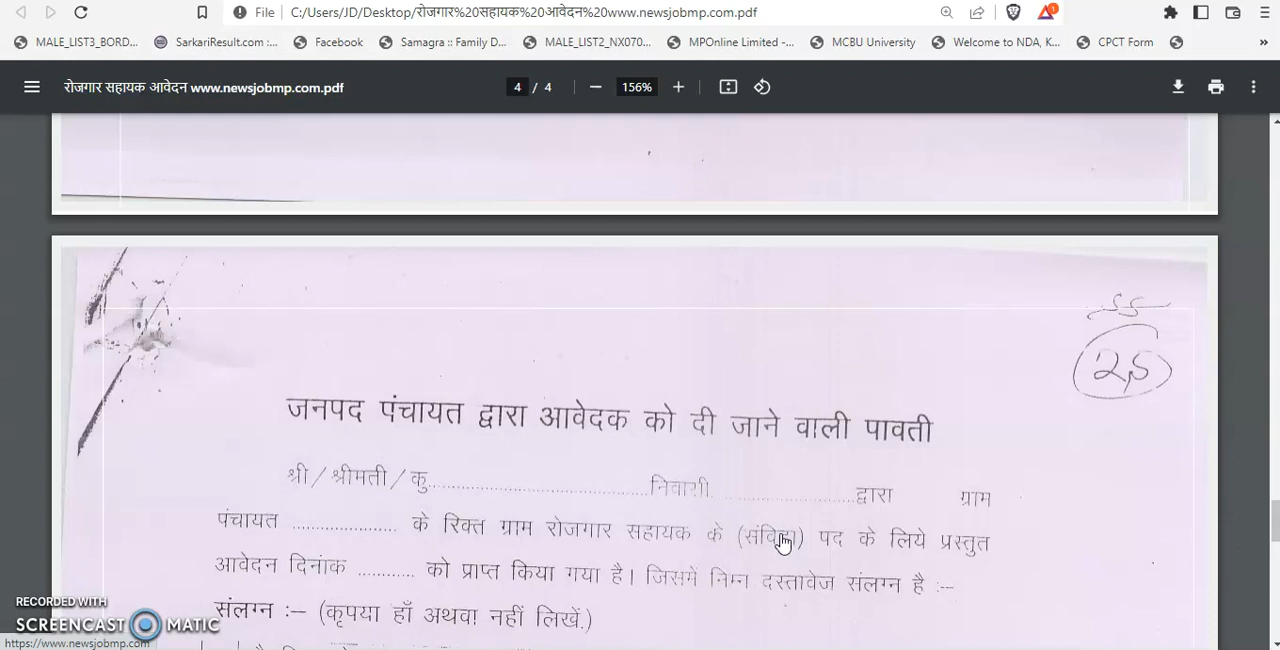 File C:/Users/JD/Desktop/रोजगार%20सहायक%20आवेदन%20www.newsjobmp.com.pdf
MALE_LIST3_BORD... SarkariResult.com :... Facebook Samagra :: Family D... MALE_LIST2_NX070... MPOnline Limited -... MCBU University Welcome to NDA, K... CPCT Form »
रोजगार सहायक आवेदन www.newsjobmp.com.pdf 4 / 4 156%
25
जनपद पंचायत द्वारा आवेदक को दी जाने वाली पावती
श्री/श्रीमती/कु.............................................निवासी..............................द्वारा ग्राम
पंचायत .................... के रिक्त ग्राम रोजगार सहायक के (संविदा) पद के लिये प्रस्तुत
आवेदन दिनांक ........... को प्राप्त किया गया है। जिसमें निम्न दस्तावेज संलग्न है :--
संलग्न :-- (कृपया हाँ अथवा नहीं लिखें.)
RECORDED WITH
SCREENCAST MATIC
https://www.newsjobmp.com